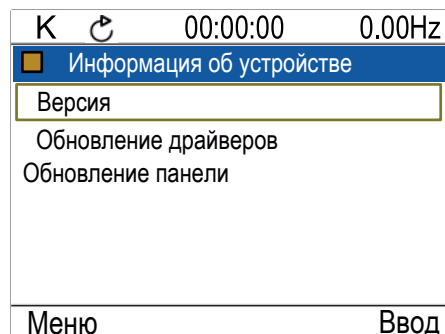 K 00:00:00 0.00Hz
Информация об устройстве
Версия
Обновление драйверов
Обновление панели
Меню Ввод